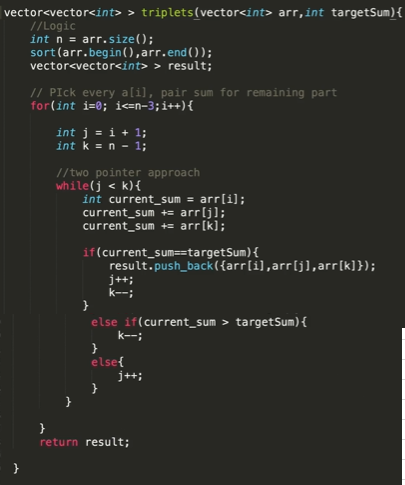 vector<vector<int> > triplets(vector<int> arr,int targetSum){
//Logic
int n = arr.size();
sort(arr.begin(),arr.end());
vector<vector<int> > result;
// PIck every a[i], pair sum for remaining part
for(int i=0; i<=n-3;i++){
int j = i + 1;
int k = n - 1;
//two pointer approach
while(j < k){
int current_sum = arr[i];
current_sum += arr[j];
current_sum += arr[k];
if(current_sum==targetSum){
result.push_back({arr[i],arr[j],arr[k]});
j++;
k--;
}
else if(current_sum > targetSum){
k--;
}
else{
j++;
}
}
}
return result;
}